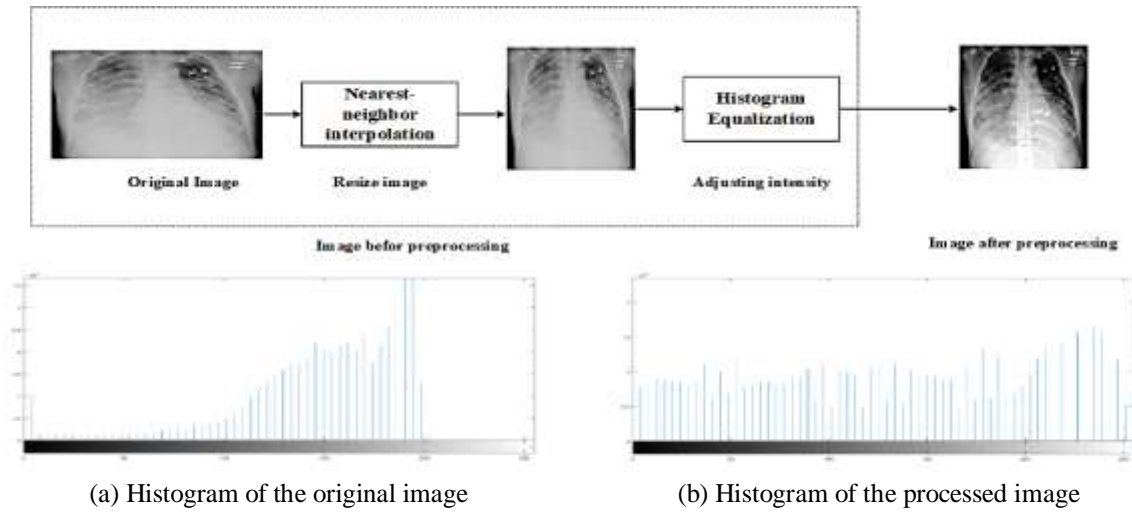 Nearest-
neighbor
interpolation
Histogram
Equalization
Original Image
Resize image
Adjusting intensity
Image befor preprocessing
Image after preprocessing
(a) Histogram of the original image
(b) Histogram of the processed image